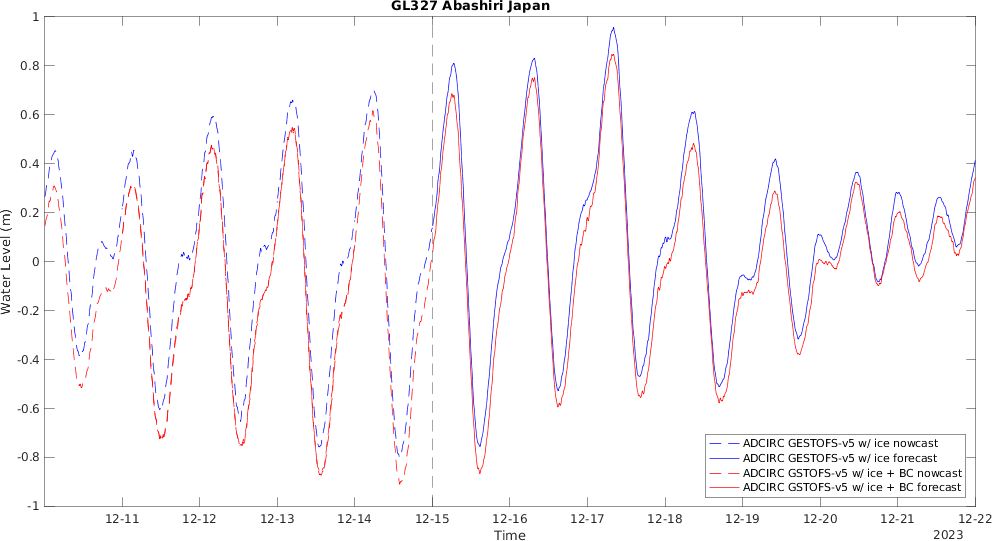 GL327 Abashiri Japan
1
0.8
0.6
0.4
0.2
0
-0.2
-0.4
-0.6
-0.8
-1
Water Level (m)
ADCIRC GESTOFS-v5 w/ ice nowcast
ADCIRC GESTOFS-v5 w/ ice forecast
ADCIRC GSTOFS-v5 w/ ice + BC nowcast
ADCIRC GSTOFS-v5 w/ ice + BC forecast
12-11 12-12 12-13 12-14 12-15 12-16 12-17 12-18 12-19 12-20 12-21 12-22
Time
2023